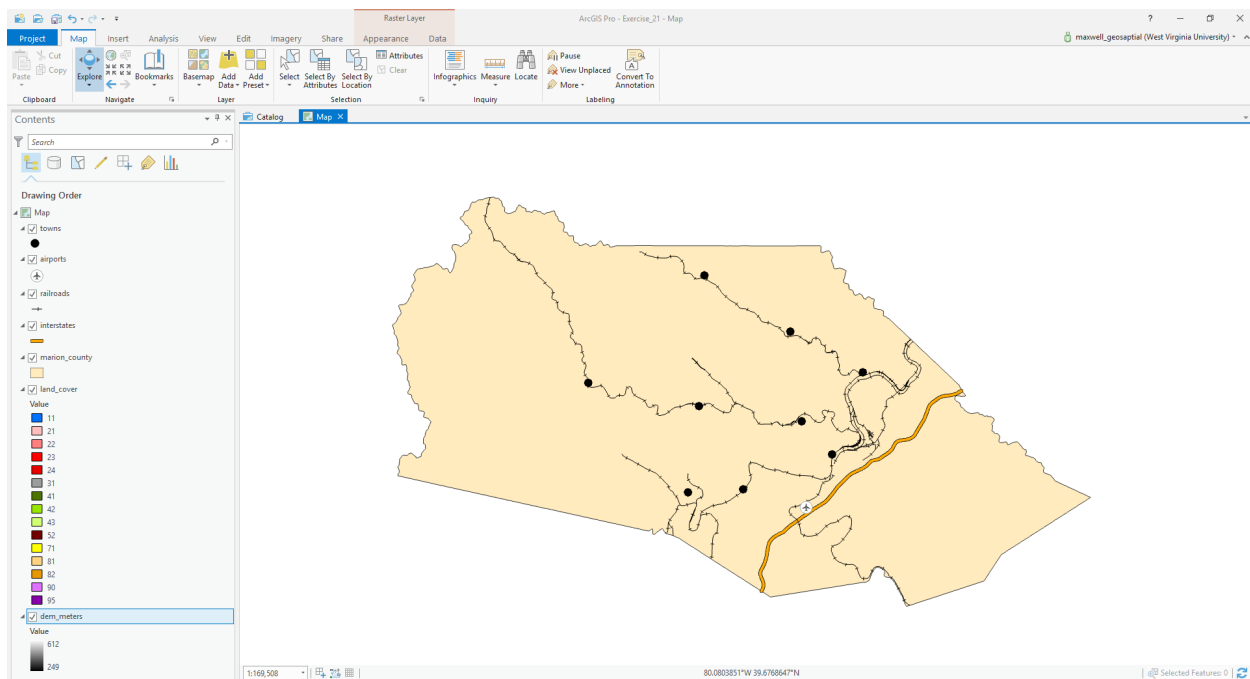 Raster Layer
ArcGIS Pro - Exercise_21 - Map
?
Project Map Insert Analysis View Edit Imagery Share Appearance Data
maxwell_geosaptial (West Virginia University)
Paste
Cut
Copy
Clipboard
Explore
Bookmarks
Navigate
Basemap
Add Data
Add Preset
Layer
Select
Select By Attributes
Select By Location
Attributes
Clear
Selection
Infographics
Measure
Locate
Inquiry
Pause
View Unplaced
More
Convert To Annotation
Labeling
Contents
Search
Drawing Order
Map
towns
airports
railroads
interstates
marion_county
land_cover
Value
11
21
22
23
24
31
41
42
43
52
71
81
82
90
95
dem_meters
Value
612
249
Catalog
Map
1:169,508
80.0803851°W 39.6768647°N
Selected Features: 0